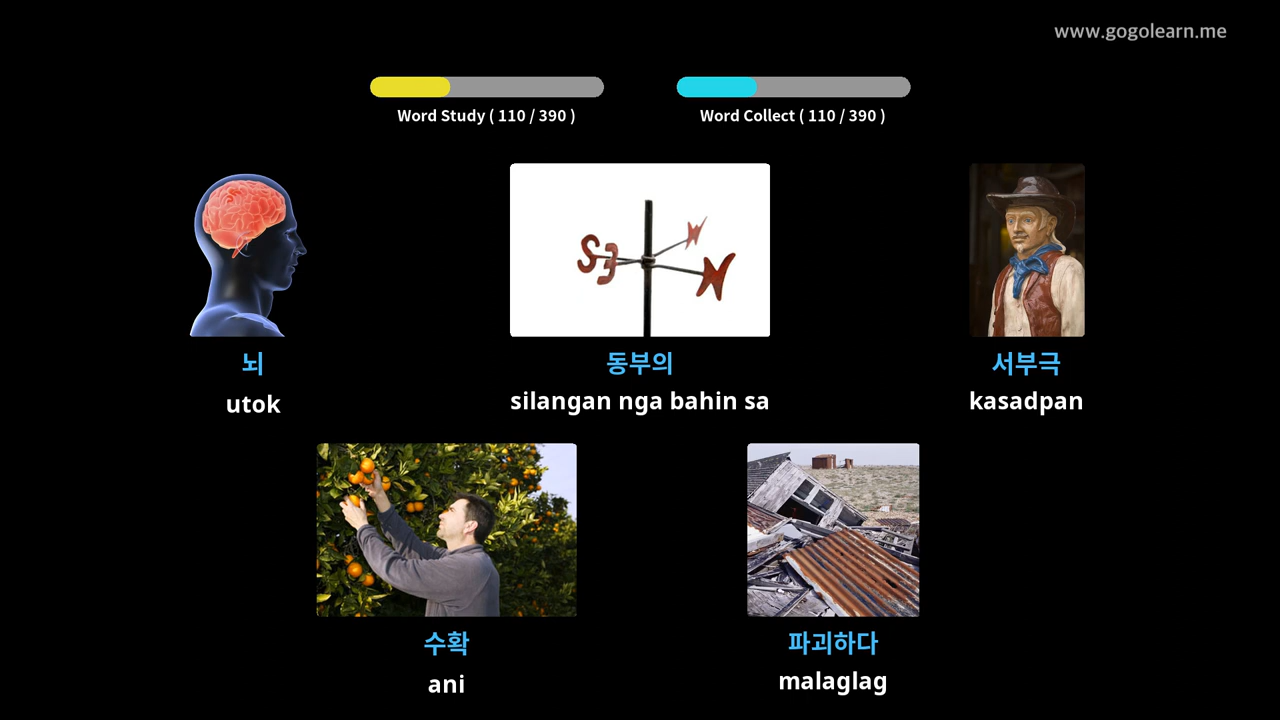 www.gogolearn.me
Word Study ( 110 / 390 )
Word Collect ( 110 / 390 )
뇌
utok
동부의
silangan nga bahin sa
서부극
kasadpan
수확
ani
파괴하다
malaglag
S
E
N
W